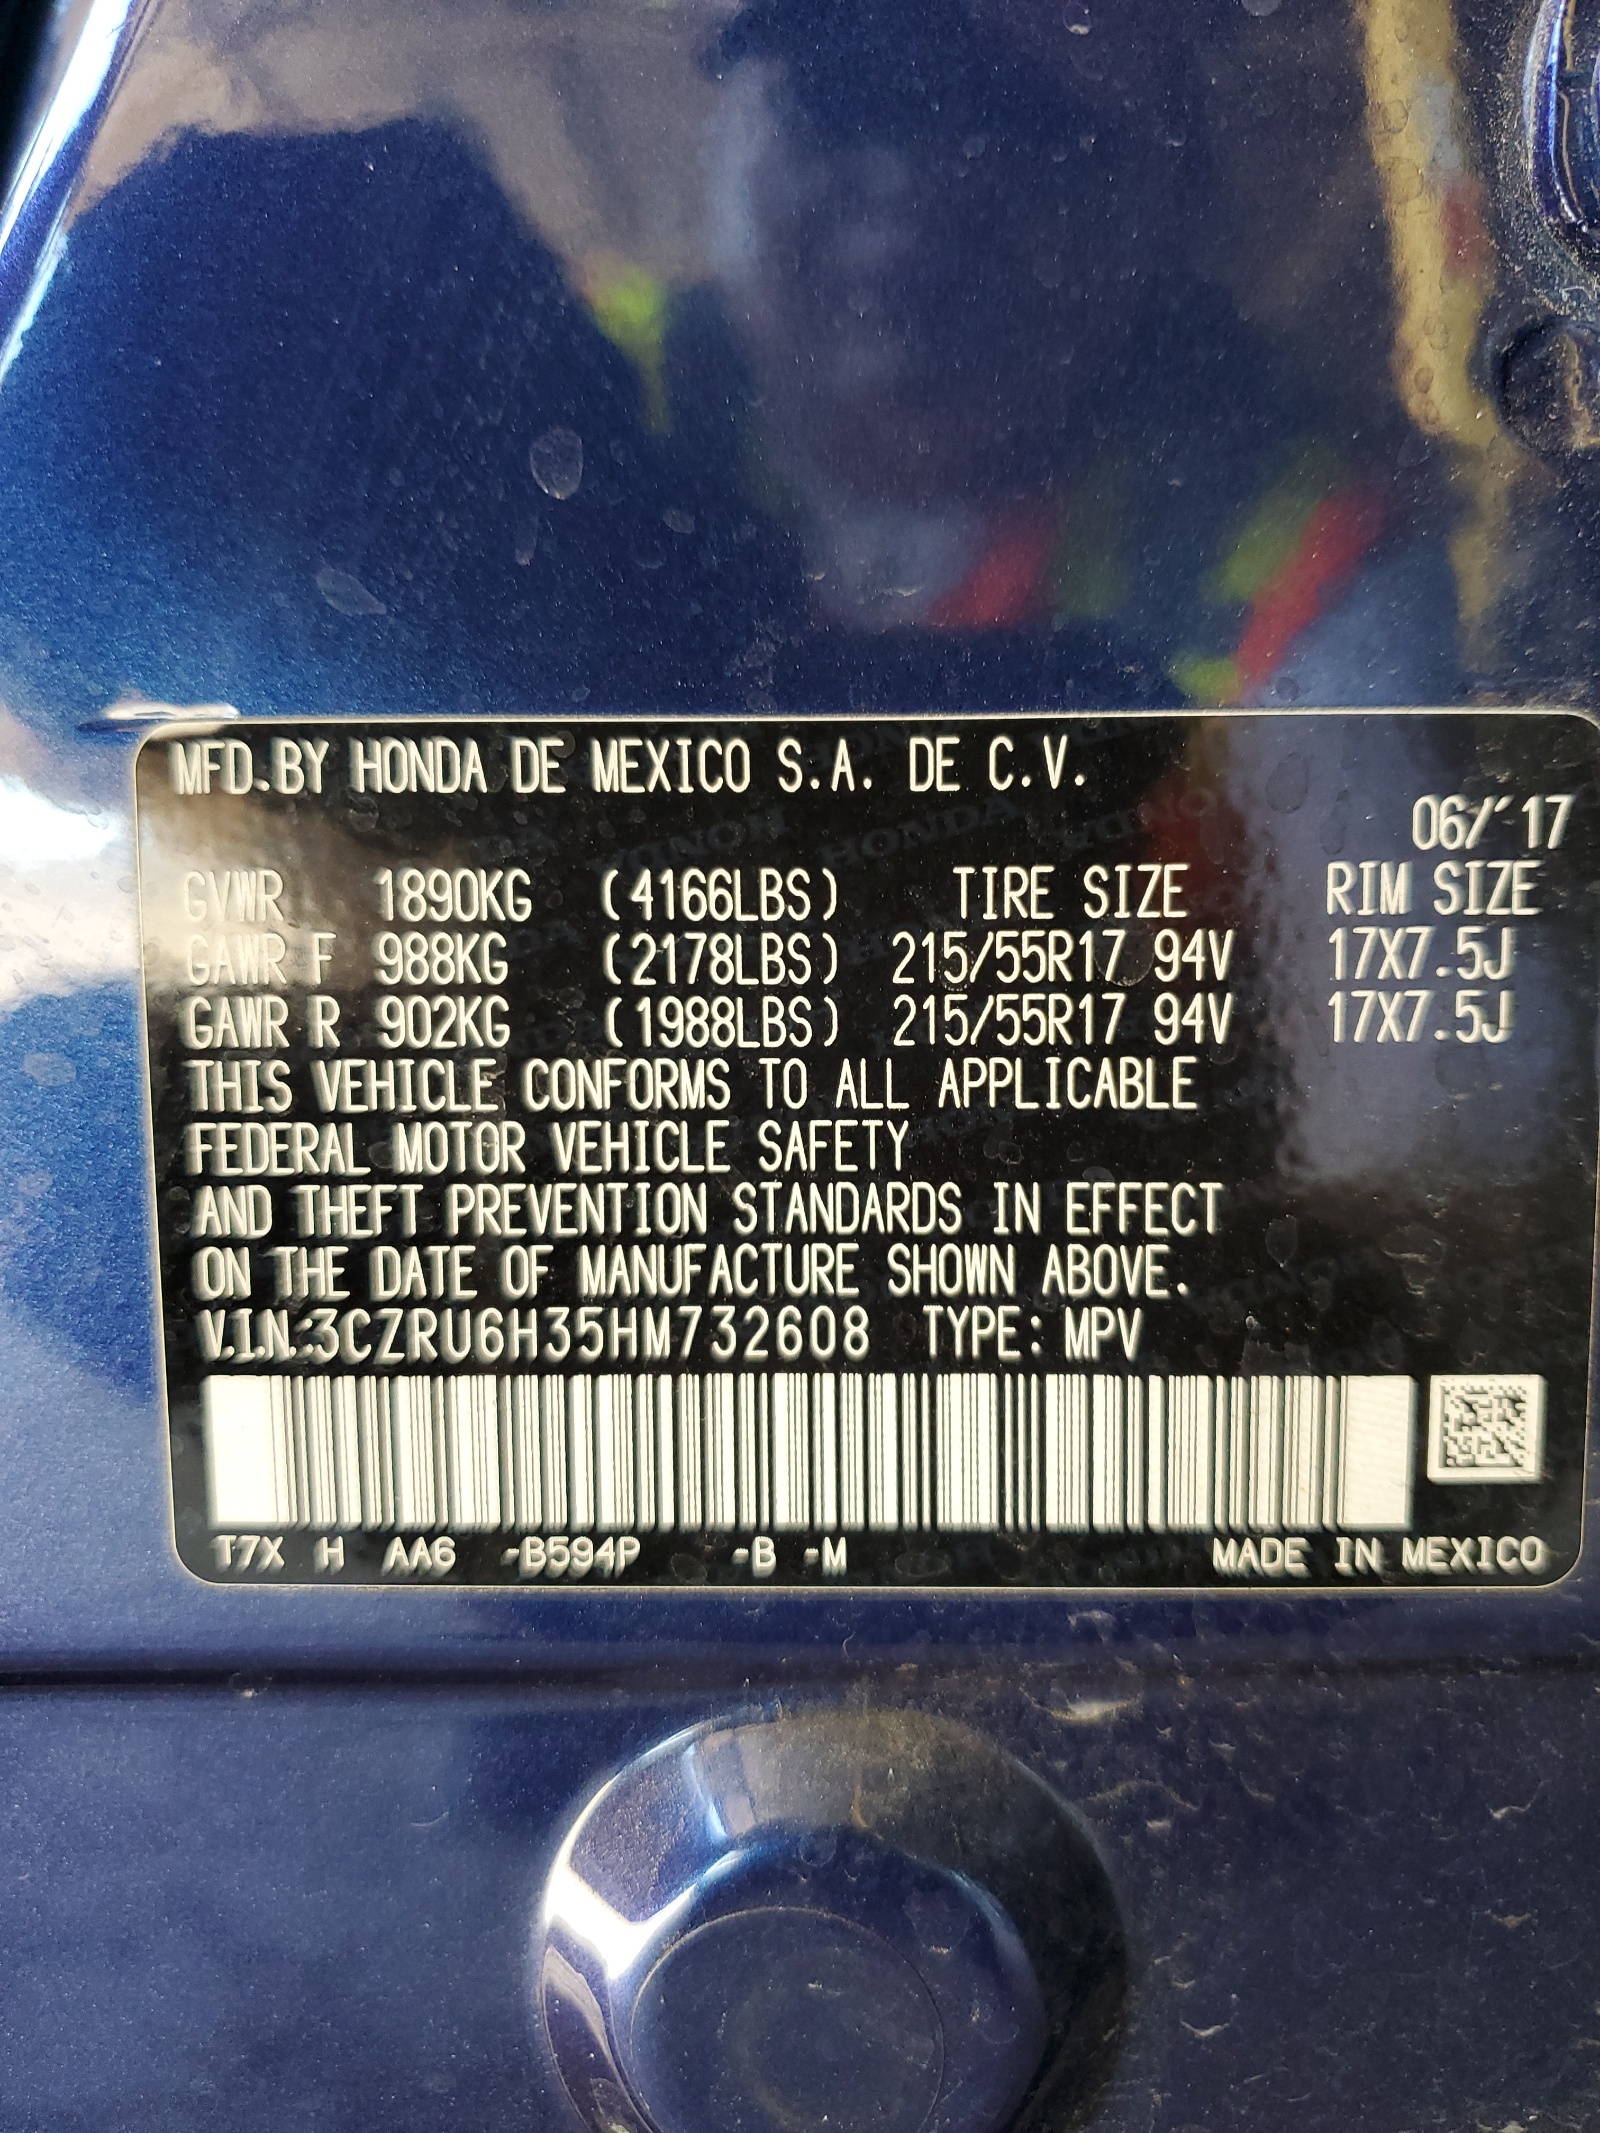 MFD.BY HONDA DE MEXICO S.A. DE C.V.
06/'17
GVWR 1890KG (4166LBS) TIRE SIZE RIM SIZE
GAWR F 988KG (2178LBS) 215/55R17 94V 17X7.5J
GAWR R 902KG (1988LBS) 215/55R17 94V 17X7.5J
THIS VEHICLE CONFORMS TO ALL APPLICABLE
FEDERAL MOTOR VEHICLE SAFETY
AND THEFT PREVENTION STANDARDS IN EFFECT
ON THE DATE OF MANUFACTURE SHOWN ABOVE.
V.I.N.:3CZRU6H35HM732608 TYPE: MPV
T7X H AA6 -B594P -B -M MADE IN MEXICO